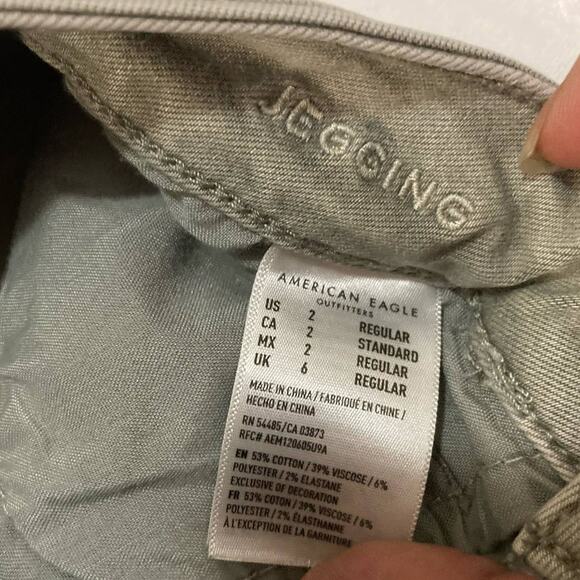 JEGGING
AMERICAN EAGLE
OUTFITTERS
US 2 REGULAR
CA 2 STANDARD
MX 2 REGULAR
UK 6 REGULAR
MADE IN CHINA / FABRIQUÉ EN CHINE /
HECHO EN CHINA
RN 54485/CA 03873
RFC# AEM120605U9A
EN 53% COTTON / 39% VISCOSE / 6%
POLYESTER / 2% ELASTANE
EXCLUSIVE OF DECORATION
FR 53% COTON / 39% VISCOSE / 6%
POLYESTER / 2% ÉLASTHANNE
À L'EXCEPTION DE LA GARNITURE